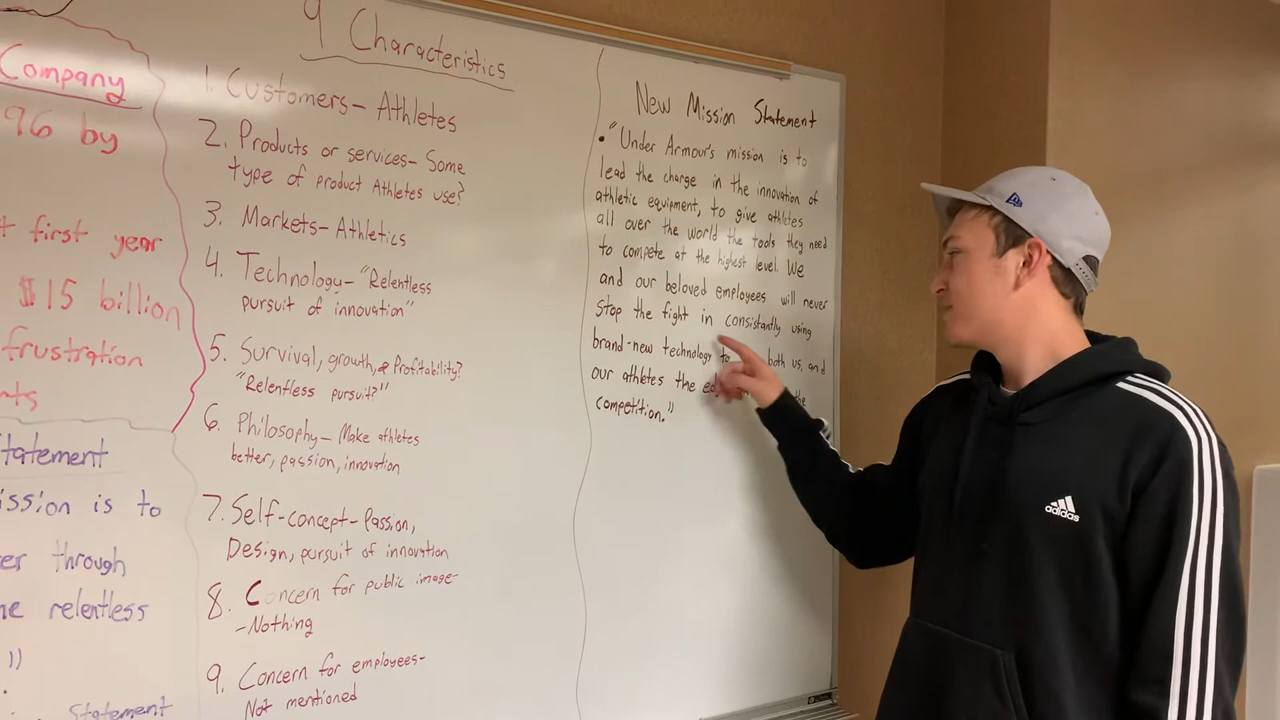 Company
96 by
first year
$15 billion
frustration
Statement
is to
through
relentless
"
Statement
9 Characteristics
1. Customers- Athletes
2. Products or services- Some
type of product Athletes use?
3. Markets- Athletics
4. Technology- "Relentless
pursuit of innovation"
5. Survival, growth, & Profitability?
"Relentless pursuit?"
6. Philosophy- Make athletes
better, passion, innovation
7. Self-concept- Passion,
Design, pursuit of innovation
8. Concern for public image-
-Nothing
9. Concern for employees-
Not mentioned
New Mission Statement
• "Under Armour's mission is to
lead the charge in the innovation of
athletic equipment, to give athletes
all over the world the tools they need
to compete at the highest level. We
and our beloved employees will never
stop the fight in consistantly using
brand-new technology to both us, and
our athletes the the
competition."
adidas